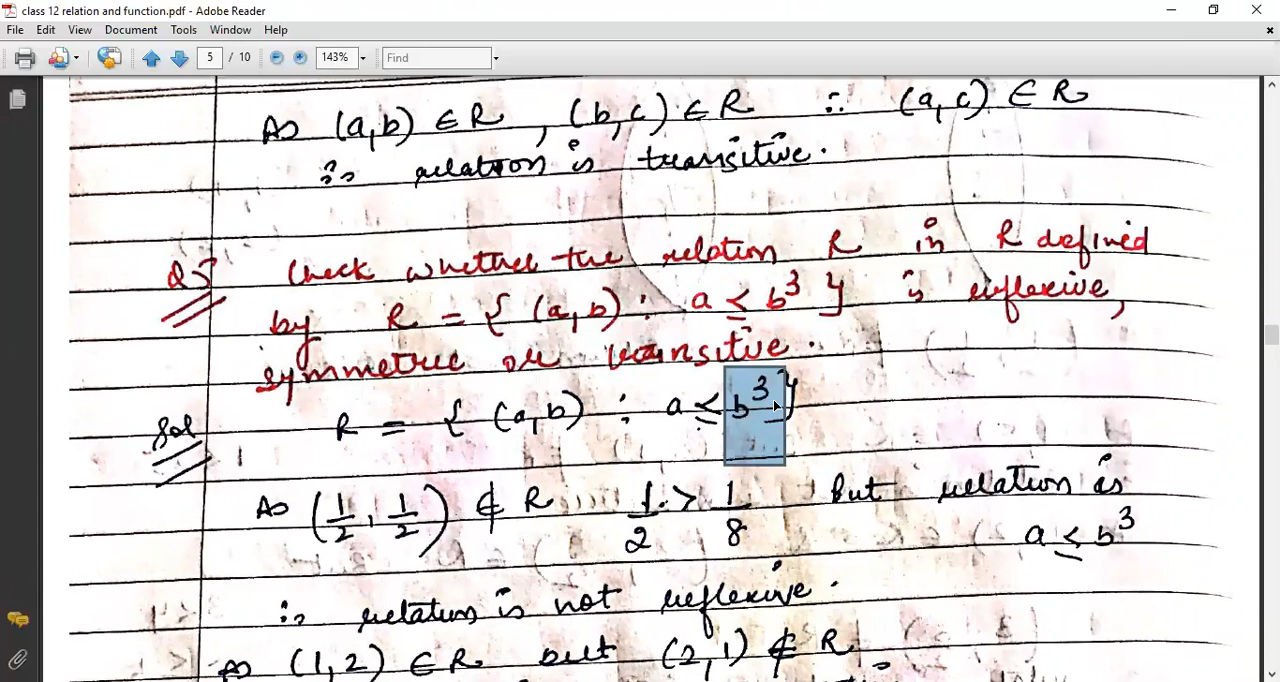 class 12 relation and function.pdf - Adobe Reader
File Edit View Document Tools Window Help
5 / 10 143% Find
As (a,b) ∈ R , (b,c) ∈ R ∴ (a,c) ∈ R
∴ relation is transitive.
Q5 Check whether the relation R in R defined
by R = { (a,b) : a ≤ b³ } is reflexive,
symmetric or transitive.
Sol R = { (a,b) : a ≤ b³ }
As (1/2, 1/2) ∉ R 1/2 > 1/8 But relation is
a ≤ b³
∴ relation is not reflexive.
As (1,2) ∈ R but (2,1) ∉ R